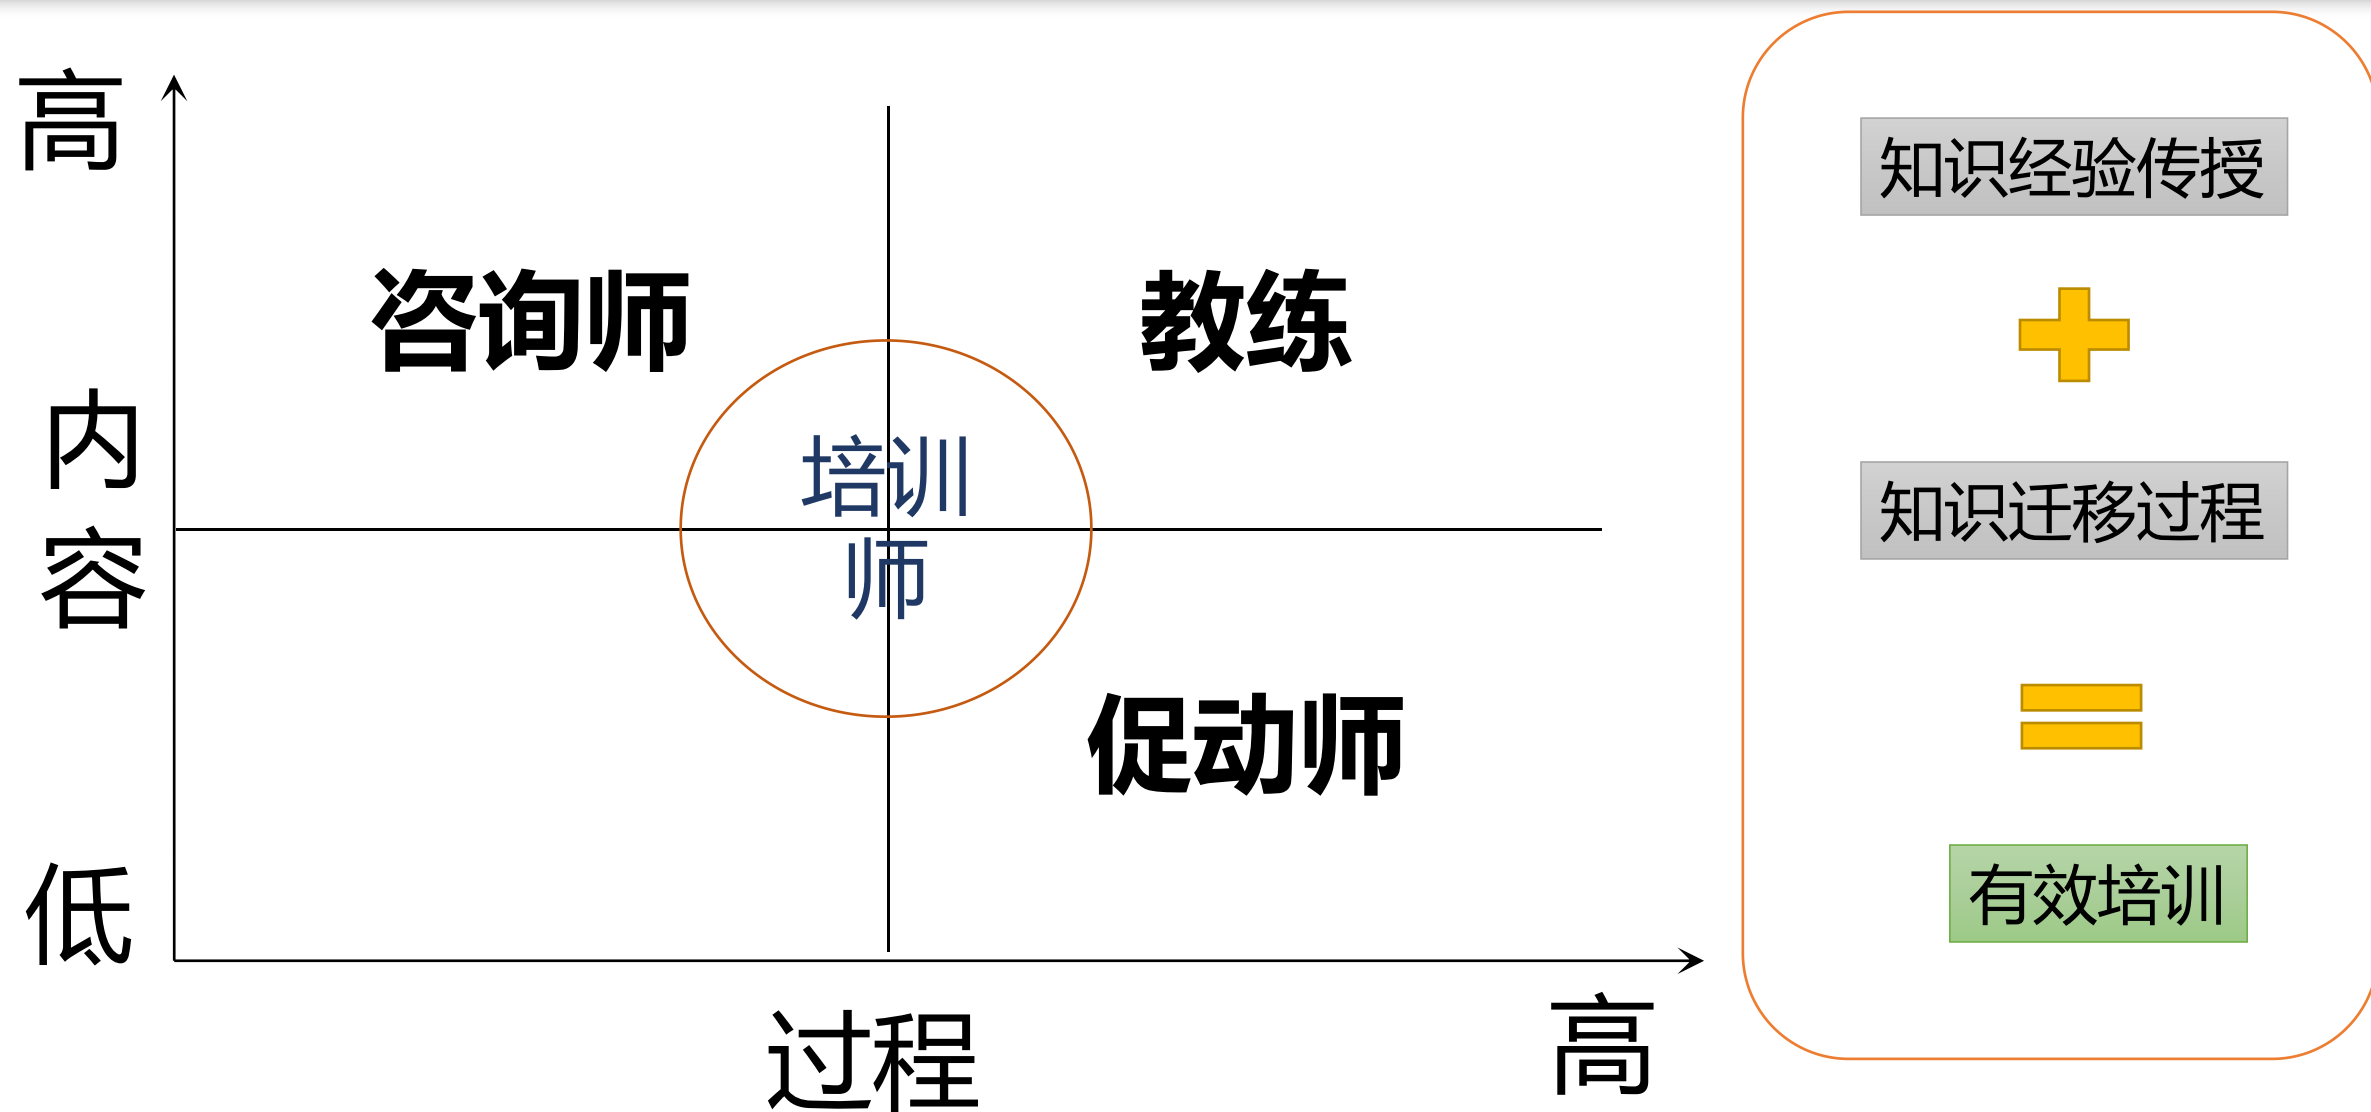 高
咨询师
教练
内
容
培训
师
促动师
低
过程
高
知识经验传授
知识迁移过程
有效培训